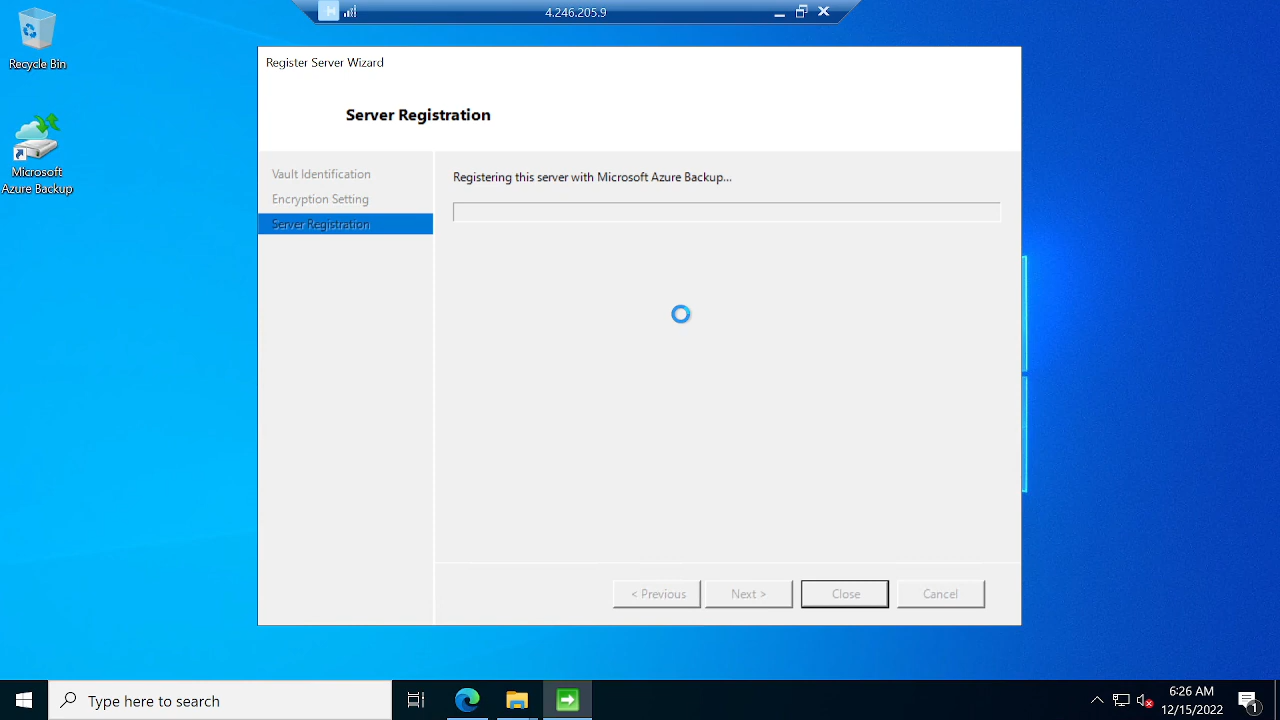 4.246.205.9
Recycle Bin
Microsoft
Azure Backup
Register Server Wizard
Server Registration
Vault Identification
Encryption Setting
Server Registration
Registering this server with Microsoft Azure Backup...
< Previous
Next >
Close
Cancel
Type here to search
6:26 AM
12/15/2022
1